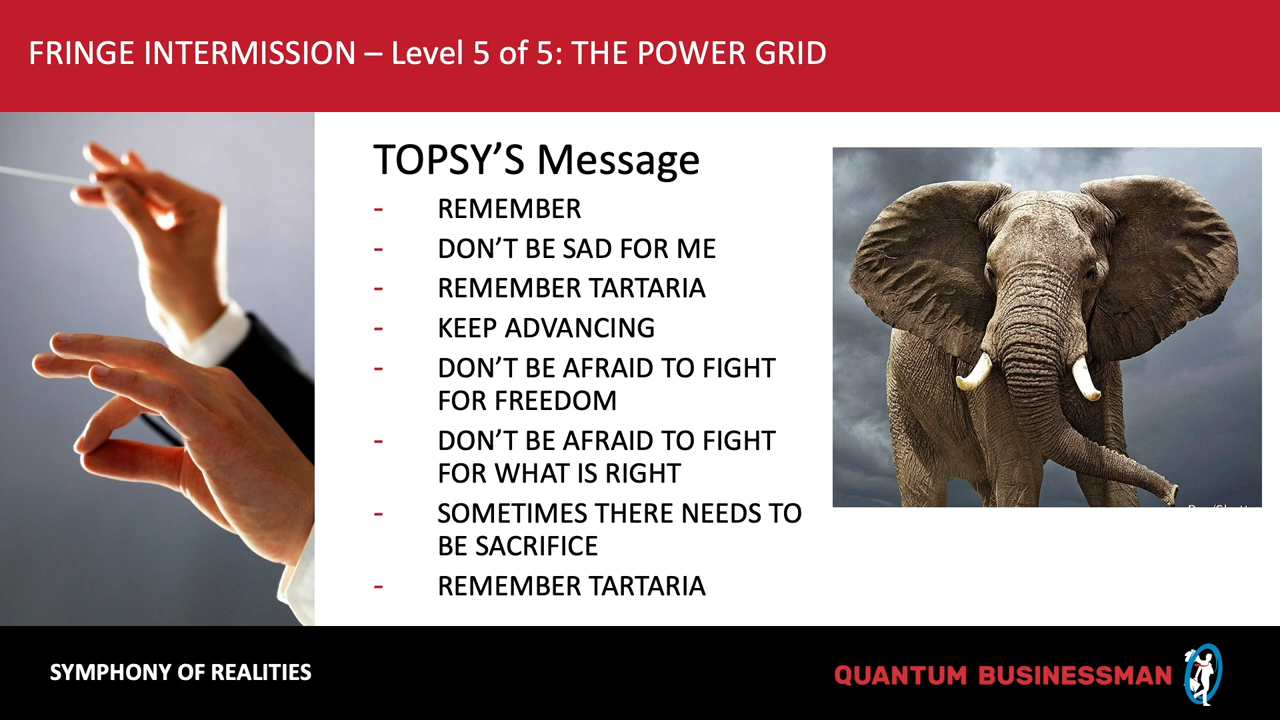 FRINGE INTERMISSION – Level 5 of 5: THE POWER GRID
TOPSY’S Message
- REMEMBER
- DON’T BE SAD FOR ME
- REMEMBER TARTARIA
- KEEP ADVANCING
- DON’T BE AFRAID TO FIGHT
FOR FREEDOM
- DON’T BE AFRAID TO FIGHT
FOR WHAT IS RIGHT
- SOMETIMES THERE NEEDS TO
BE SACRIFICE
- REMEMBER TARTARIA
SYMPHONY OF REALITIES
QUANTUM BUSINESSMAN